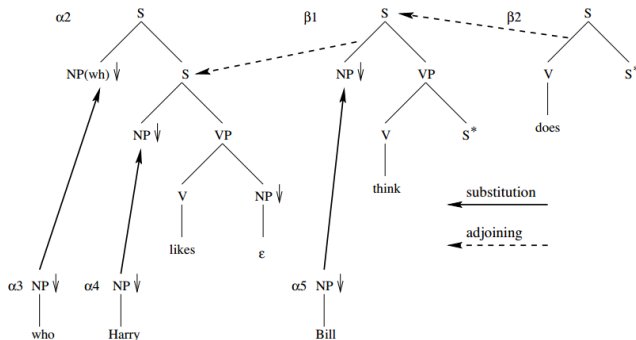 α2 S β1 S β2 S
NP(wh)↓ S NP↓ VP V S*
NP↓ VP V S* does
V NP↓ think substitution
likes ε adjoining
α3 NP↓ α4 NP↓ α5 NP↓
who Harry Bill